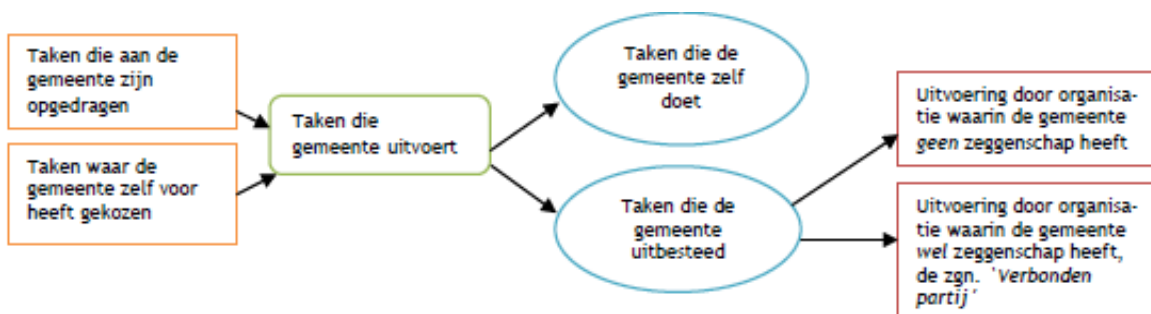 Taken die aan de
gemeente zijn
opgedragen
Taken waar de
gemeente zelf voor
heeft gekozen
Taken die
gemeente uitvoert
Taken die de
gemeente zelf
doet
Taken die de
gemeente
uitbesteed
Uitvoering door organisa-
tie waarin de gemeente
geen zeggenschap heeft
Uitvoering door organisa-
tie waarin de gemeente
wel zeggenschap heeft,
de zgn. 'Verbonden
partij'